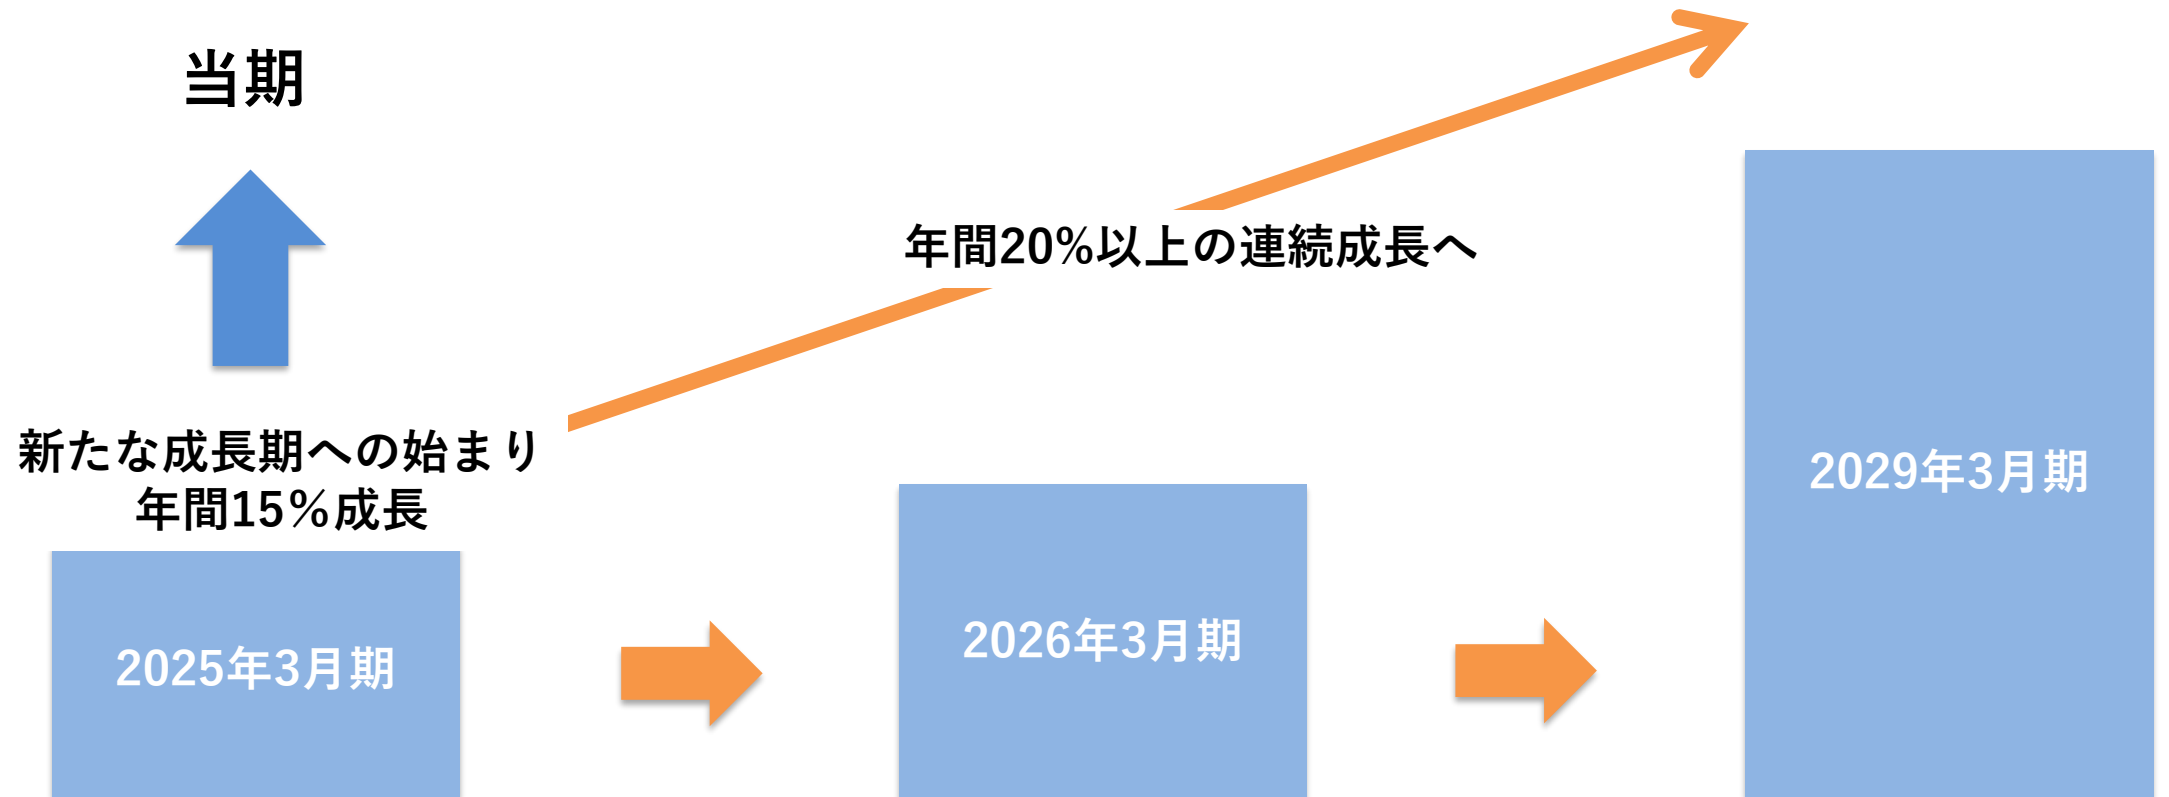 当期
年間20%以上の連続成長へ
新たな成長期への始まり
年間15％成長
2025年3月期
2026年3月期
2029年3月期